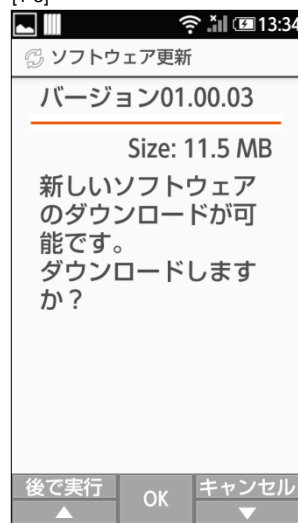 13:34
ソフトウェア更新
バージョン01.00.03
Size: 11.5 MB
新しいソフトウェア
のダウンロードが可
能です。
ダウンロードします
か？
後で実行 OK キャンセル